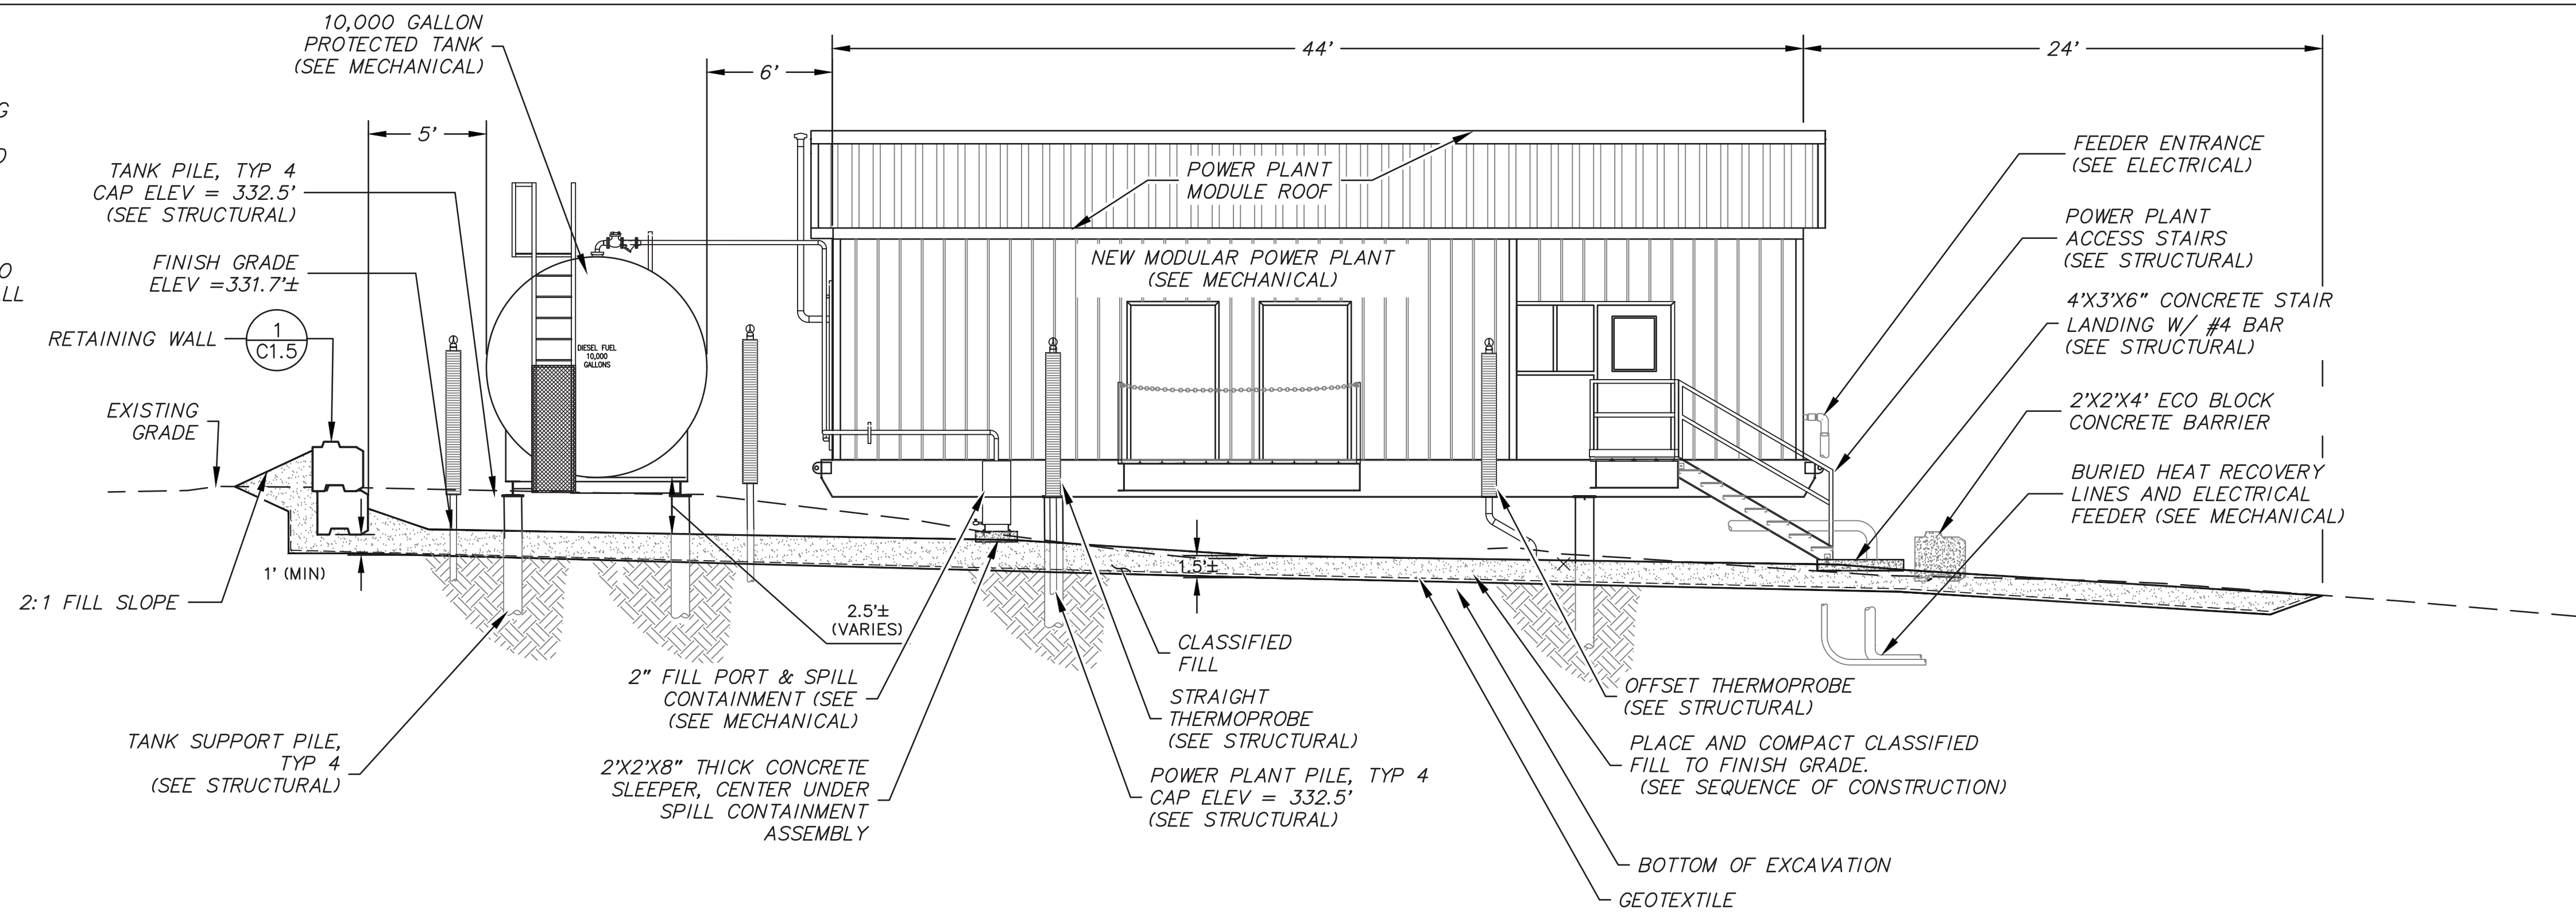 10,000 GALLON
PROTECTED TANK
(SEE MECHANICAL)
6'
44'
24'
5'
G
O
O
LL
TANK PILE, TYP 4
CAP ELEV = 332.5'
(SEE STRUCTURAL)
FINISH GRADE
ELEV =331.7'±
RETAINING WALL
1
C1.5
EXISTING
GRADE
DIESEL FUEL
10,000
GALLONS
POWER PLANT
MODULE ROOF
NEW MODULAR POWER PLANT
(SEE MECHANICAL)
FEEDER ENTRANCE
(SEE ELECTRICAL)
POWER PLANT
ACCESS STAIRS
(SEE STRUCTURAL)
4'X3'X6" CONCRETE STAIR
LANDING W/ #4 BAR
(SEE STRUCTURAL)
2'X2'X4' ECO BLOCK
CONCRETE BARRIER
BURIED HEAT RECOVERY
LINES AND ELECTRICAL
FEEDER (SEE MECHANICAL)
1' (MIN)
2:1 FILL SLOPE
1.5'±
2.5'±
(VARIES)
2" FILL PORT & SPILL
CONTAINMENT (SEE
(SEE MECHANICAL)
TANK SUPPORT PILE,
TYP 4
(SEE STRUCTURAL)
2'X2'X8" THICK CONCRETE
SLEEPER, CENTER UNDER
SPILL CONTAINMENT
ASSEMBLY
CLASSIFIED
FILL
STRAIGHT
THERMOPROBE
(SEE STRUCTURAL)
POWER PLANT PILE, TYP 4
CAP ELEV = 332.5'
(SEE STRUCTURAL)
OFFSET THERMOPROBE
(SEE STRUCTURAL)
PLACE AND COMPACT CLASSIFIED
FILL TO FINISH GRADE.
(SEE SEQUENCE OF CONSTRUCTION)
BOTTOM OF EXCAVATION
GEOTEXTILE